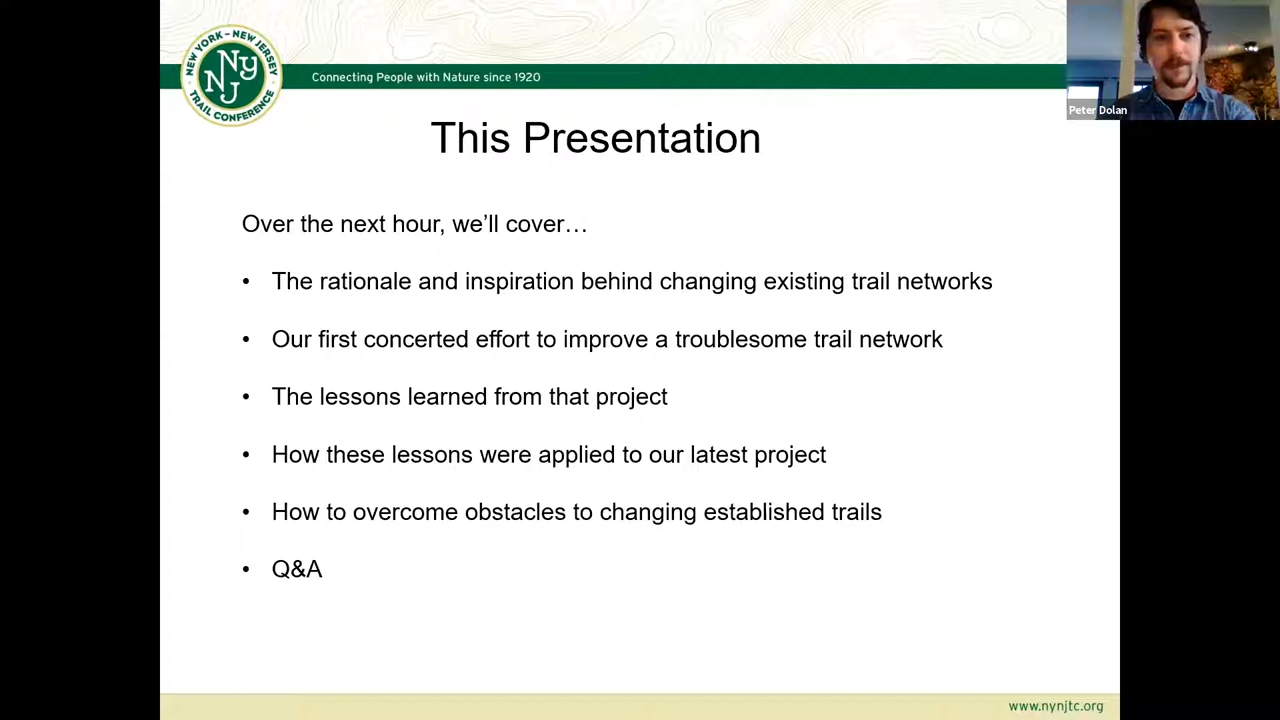 NEW YORK – NEW JERSEY
NY
NJ
TRAIL CONFERENCE
Connecting People with Nature since 1920
Peter Dolan
This Presentation
Over the next hour, we’ll cover…
• The rationale and inspiration behind changing existing trail networks
• Our first concerted effort to improve a troublesome trail network
• The lessons learned from that project
• How these lessons were applied to our latest project
• How to overcome obstacles to changing established trails
• Q&A
www.nynjtc.org